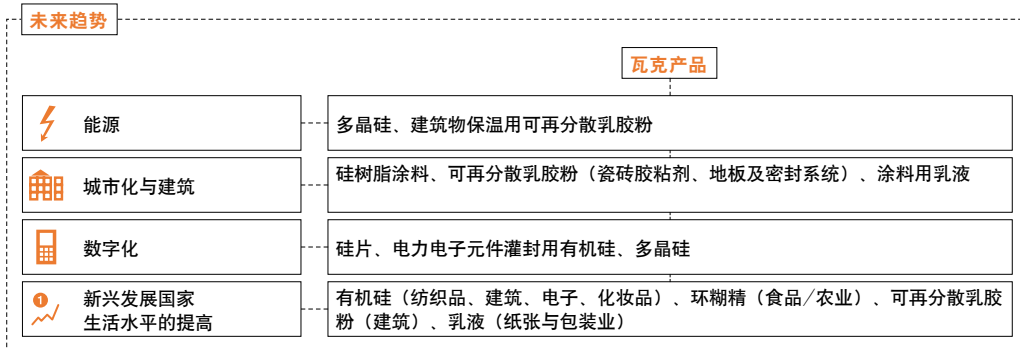 未来趋势
瓦克产品
能源
多晶硅、建筑物保温用可再分散乳胶粉
城市化与建筑
硅树脂涂料、可再分散乳胶粉（瓷砖胶粘剂、地板及密封系统）、涂料用乳液
数字化
硅片、电力电子元件灌封用有机硅、多晶硅
1
新兴发展国家
生活水平的提高
有机硅（纺织品、建筑、电子、化妆品）、环糊精（食品/农业）、可再分散乳胶
粉（建筑）、乳液（纸张与包装业）